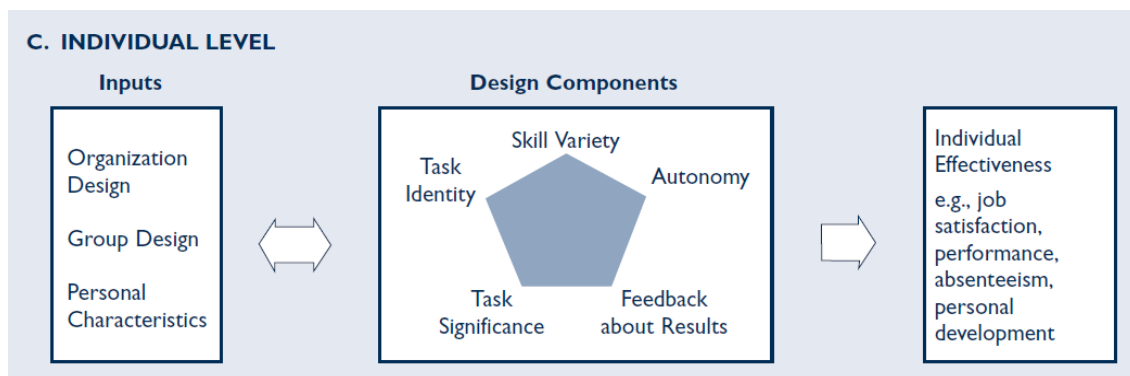 C. INDIVIDUAL LEVEL
Inputs
Organization
Design
Group Design
Personal
Characteristics
Design Components
Skill Variety
Task
Identity
Autonomy
Task
Significance
Feedback
about Results
Individual
Effectiveness
e.g., job
satisfaction,
performance,
absenteeism,
personal
development